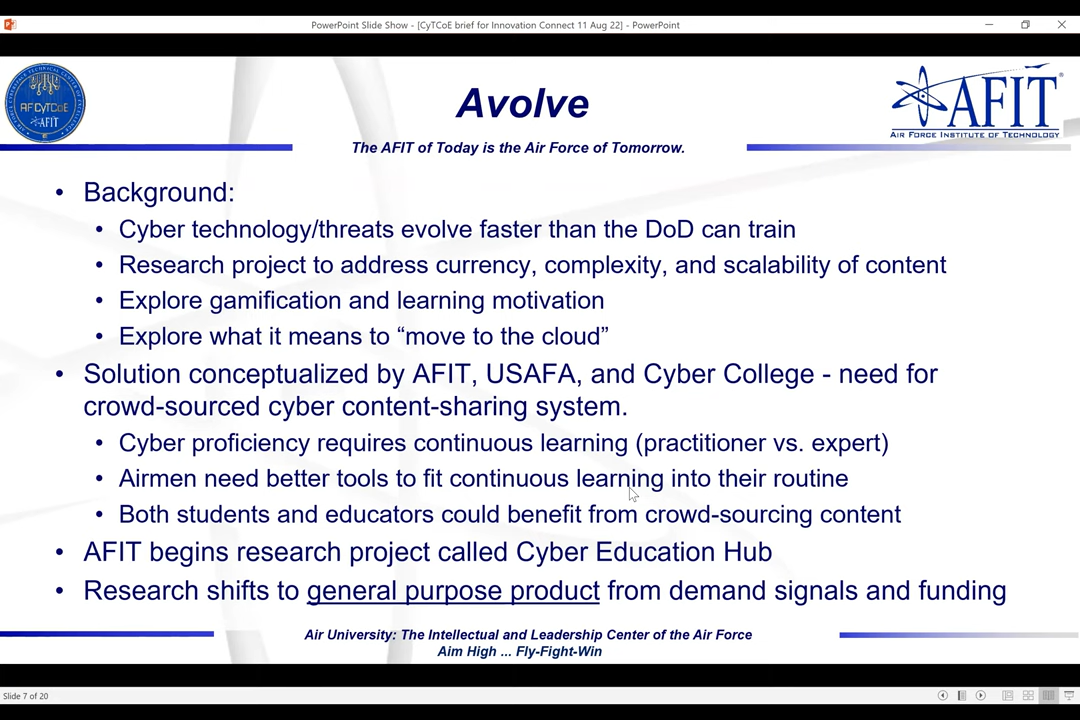 PowerPoint Slide Show - [CyTCoE brief for Innovation Connect 11 Aug 22] - PowerPoint
AF CyTCoE
AFIT
AFIT
AIR FORCE INSTITUTE OF TECHNOLOGY
Avolve
The AFIT of Today is the Air Force of Tomorrow.
• Background:
• Cyber technology/threats evolve faster than the DoD can train
• Research project to address currency, complexity, and scalability of content
• Explore gamification and learning motivation
• Explore what it means to “move to the cloud”
• Solution conceptualized by AFIT, USAFA, and Cyber College - need for
crowd-sourced cyber content-sharing system.
• Cyber proficiency requires continuous learning (practitioner vs. expert)
• Airmen need better tools to fit continuous learning into their routine
• Both students and educators could benefit from crowd-sourcing content
• AFIT begins research project called Cyber Education Hub
• Research shifts to general purpose product from demand signals and funding
Air University: The Intellectual and Leadership Center of the Air Force
Aim High ... Fly-Fight-Win
Slide 7 of 20